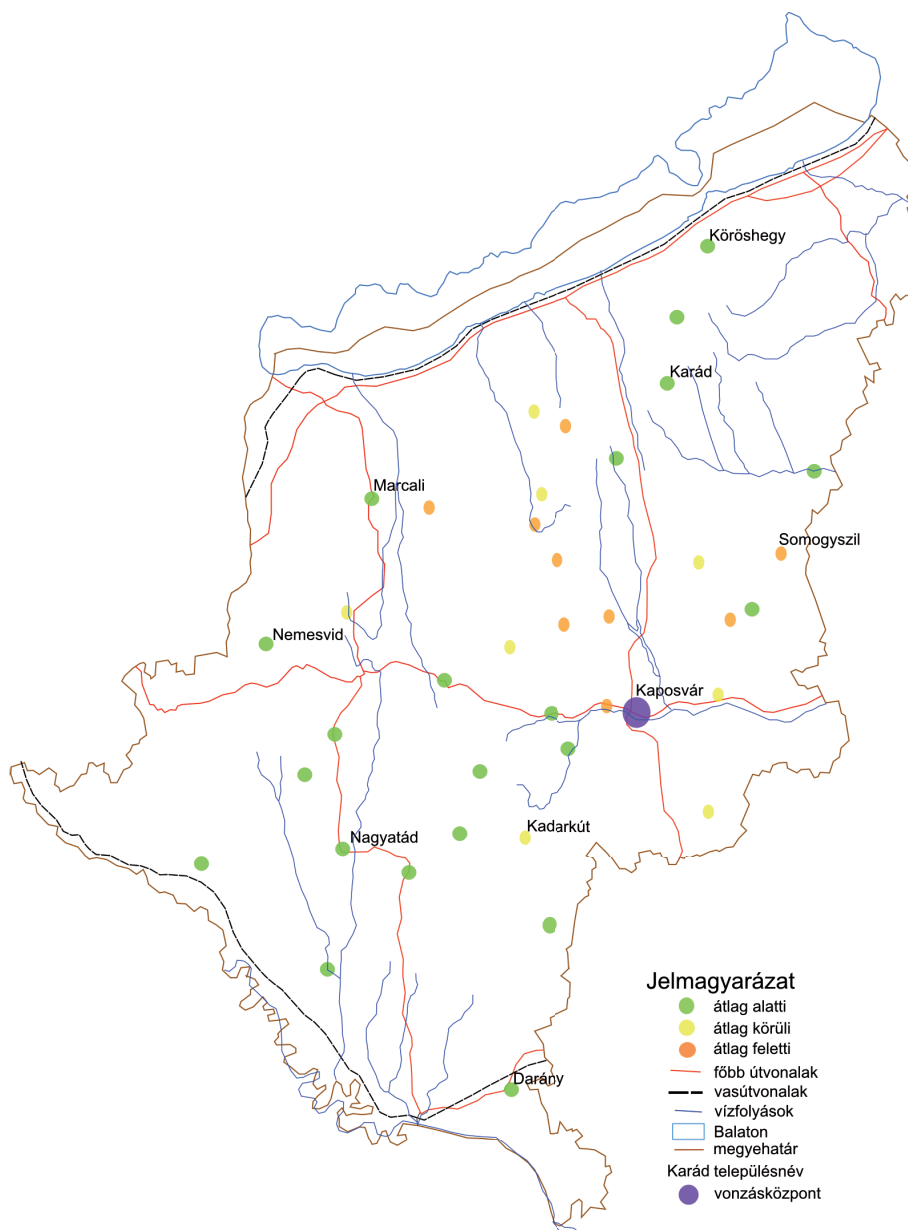 Köröshegy
Karád
Marcali
Somogyszil
Nemesvid
Kaposvár
Kadarkút
Nagyatád
Darány
Jelmagyarázat
átlag alatti
átlag körüli
átlag feletti
főbb útvonalak
vasútvonalak
vízfolyások
Balaton
megyehatár
Karád településnév
vonzásközpont